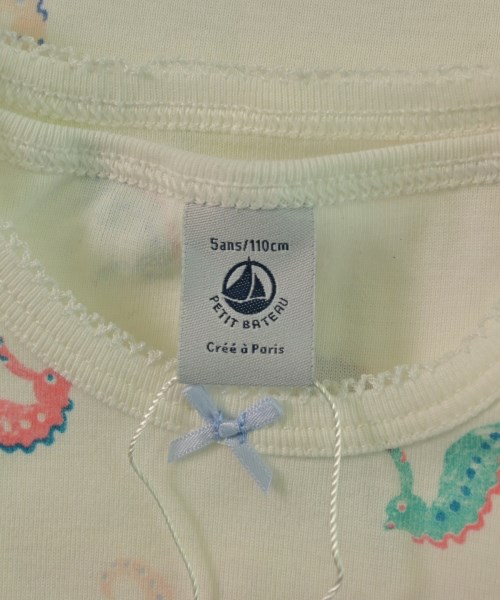 5ans/110cm
PETIT BATEAU
Créé à Paris